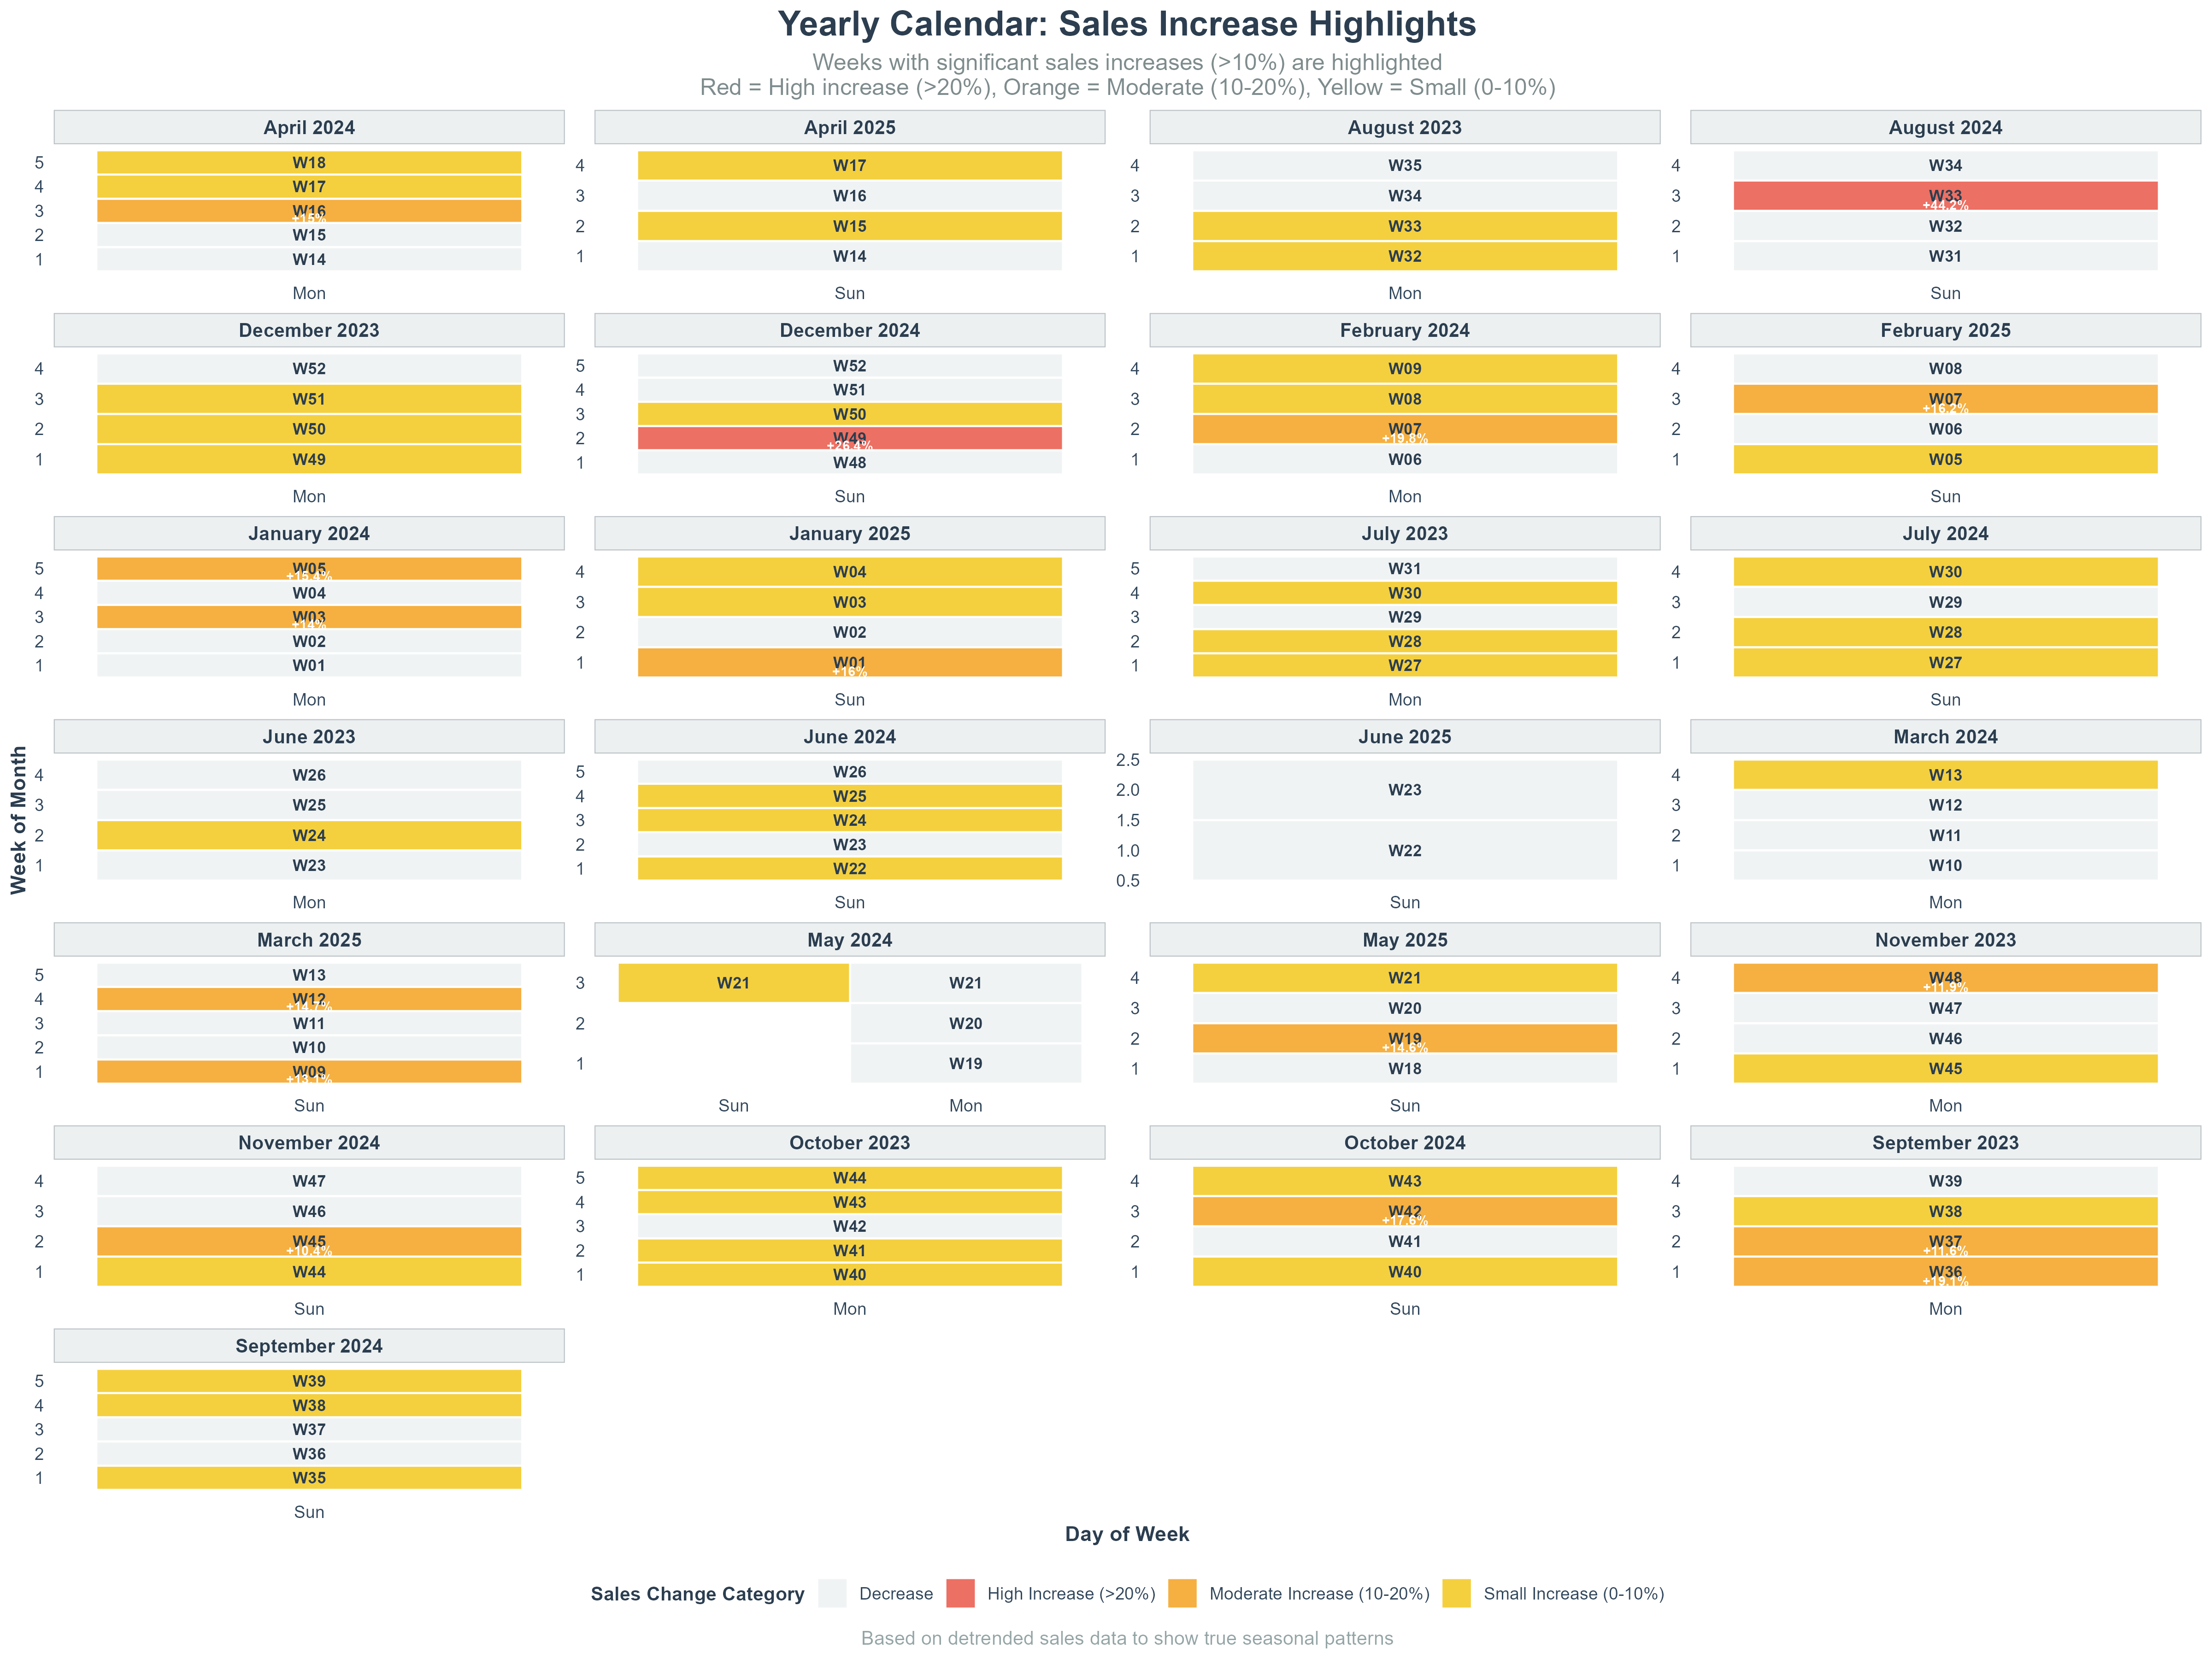 Yearly Calendar: Sales Increase Highlights
Weeks with significant sales increases (>10%) are highlighted
Red = High increase (>20%), Orange = Moderate (10-20%), Yellow = Small (0-10%)
Week of Month
April 2024
5 W18
4 W17
3 W16
+15%
2 W15
1 W14
Mon
April 2025
4 W17
3 W16
2 W15
1 W14
Sun
August 2023
4 W35
3 W34
2 W33
1 W32
Mon
August 2024
4 W34
3 W33
+44.2%
2 W32
1 W31
Sun
December 2023
4 W52
3 W51
2 W50
1 W49
Mon
December 2024
5 W52
4 W51
3 W50
2 W49
+26.4%
1 W48
Sun
February 2024
4 W09
3 W08
2 W07
+19.8%
1 W06
Mon
February 2025
4 W08
3 W07
+16.2%
2 W06
1 W05
Sun
January 2024
5 W05
+15.4%
4 W04
3 W03
+14%
2 W02
1 W01
Mon
January 2025
4 W04
3 W03
2 W02
1 W01
+16%
Sun
July 2023
5 W31
4 W30
3 W29
2 W28
1 W27
Mon
July 2024
4 W30
3 W29
2 W28
1 W27
Sun
June 2023
4 W26
3 W25
2 W24
1 W23
Mon
June 2024
5 W26
4 W25
3 W24
2 W23
1 W22
Sun
June 2025
2.5
2.0 W23
1.5
1.0 W22
0.5
Sun
March 2024
4 W13
3 W12
2 W11
1 W10
Mon
March 2025
5 W13
4 W12
+14.7%
3 W11
2 W10
1 W09
+13.1%
Sun
May 2024
3 W21 W21
2 W20
1 W19
Sun Mon
May 2025
4 W21
3 W20
2 W19
+14.6%
1 W18
Sun
November 2023
4 W48
+11.9%
3 W47
2 W46
1 W45
Mon
November 2024
4 W47
3 W46
2 W45
+10.4%
1 W44
Sun
October 2023
5 W44
4 W43
3 W42
2 W41
1 W40
Mon
October 2024
4 W43
3 W42
+17.6%
2 W41
1 W40
Sun
September 2023
4 W39
3 W38
2 W37
+11.6%
1 W36
+19.1%
Mon
September 2024
5 W39
4 W38
3 W37
2 W36
1 W35
Sun
Day of Week
Sales Change Category Decrease High Increase (>20%) Moderate Increase (10-20%) Small Increase (0-10%)
Based on detrended sales data to show true seasonal patterns